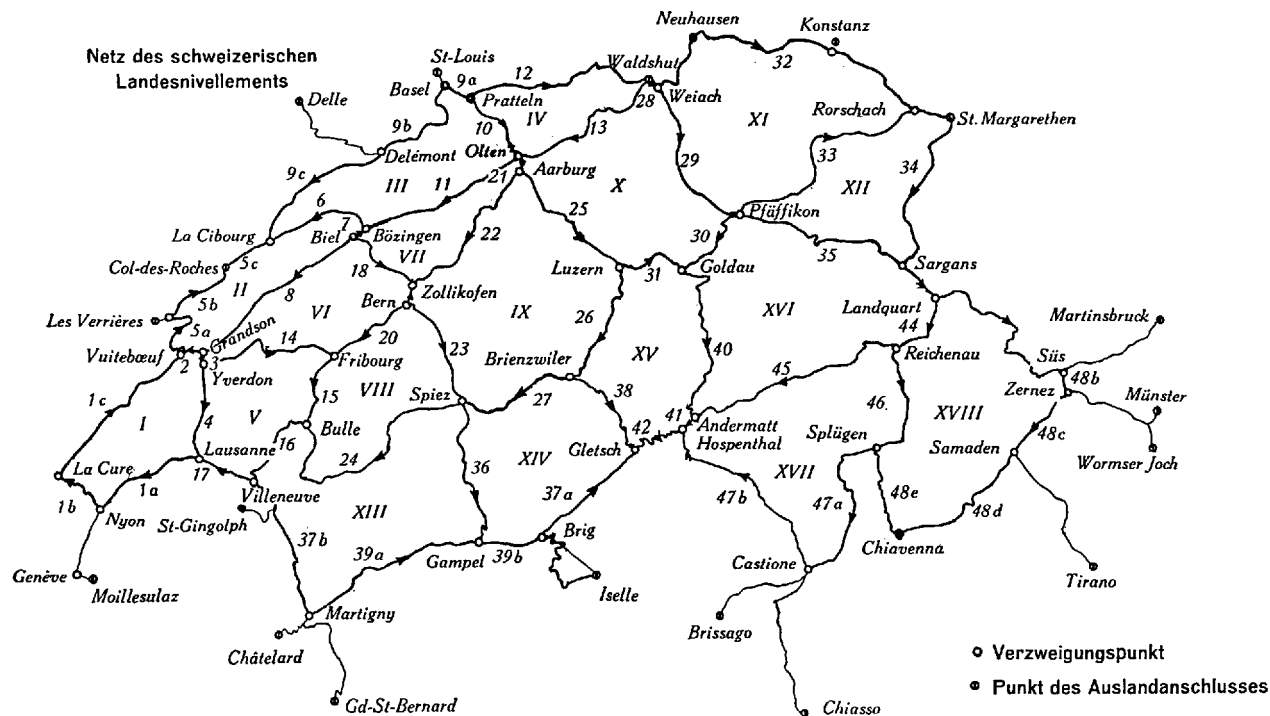 Neuhausen
Konstanz
Netz des schweizerischen
Landesnivellements
St-Louis
Waldshut
Basel
9a
12
32
Delle
Pratteln
IV
28
Weiach
XI
Rorschach
St. Margarethen
9b
10
13
Delémont
Olten
33
9c
III
11
21
Aarburg
X
29
XII
34
6
25
Pfäffikon
La Cibourg
7
Biel
Bözingen
22
30
35
Col-des-Roches
5c
18
VII
Luzern
31
Goldau
Sargans
II
8
Zollikofen
IX
XVI
Landquart
5b
VI
Bern
26
Martinsbruck
Les Verrières
5a
Grandson
14
20
23
XV
40
44
Vuitebœuf
2
3
Fribourg
Brienzwiler
Reichenau
Süs
Yverdon
VIII
45
48b
Zernez
Münster
1c
V
15
Spiez
27
38
46
XVIII
I
4
Bulle
42
41
Andermatt
Hospenthal
Splügen
Samaden
48c
16
24
Gletsch
Wormser Joch
La Cure
Lausanne
17
36
XIV
XVII
1a
Villeneuve
37a
47b
47a
48e
1b
Nyon
St-Gingolph
XIII
48d
37b
39a
Gampel
39b
Brig
Chiavenna
Genève
Moillesulaz
Iselle
Castione
Tirano
Martigny
Brissago
Châtelard
Verzweigungspunkt
Punkt des Auslandanschlusses
Gd-St-Bernard
Chiasso